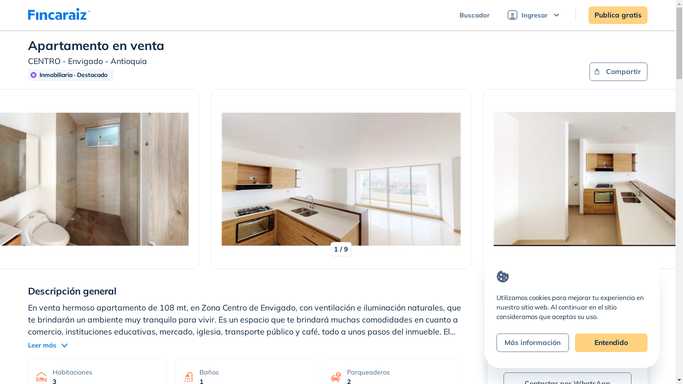 Fincaraiz
Buscador
Ingresar
Publica gratis
Apartamento en venta
CENTRO - Envigado - Antioquia
Inmobiliaria - Destacado
Compartir
1 / 9
Descripción general
En venta hermoso apartamento de 108 mt, en Zona Centro de Envigado, con ventilación e iluminación naturales, que
te brindarán un ambiente muy tranquilo para vivir. Es un espacio que te brindará muchas comodidades en cuanto a
comercio, instituciones educativas, mercado, iglesia, transporte público y café, todo a unos pasos del inmueble. El...
Leer más
Habitaciones
3
Baños
1
Parqueaderos
2
Utilizamos cookies para mejorar tu experiencia en
nuestro sitio web. Al continuar en el sitio
consideramos que aceptas su uso.
Más información
Entendido
Contactar por WhatsApp